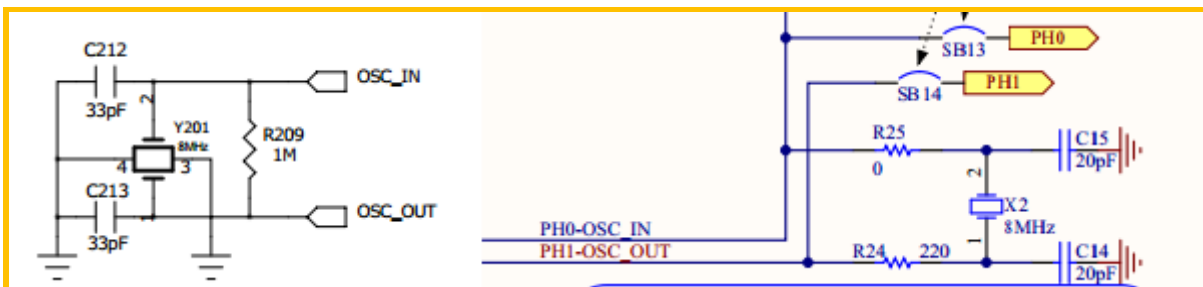 C212
33pF
OSC_IN
2
Y201
8MHz
R209
1M
4
3
C213
33pF
1
OSC_OUT
PH0
SB13
PH1
SB14
R25
0
C15
20pF
2
X2
8MHz
1
PH0-OSC_IN
PH1-OSC_OUT
R24
220
C14
20pF